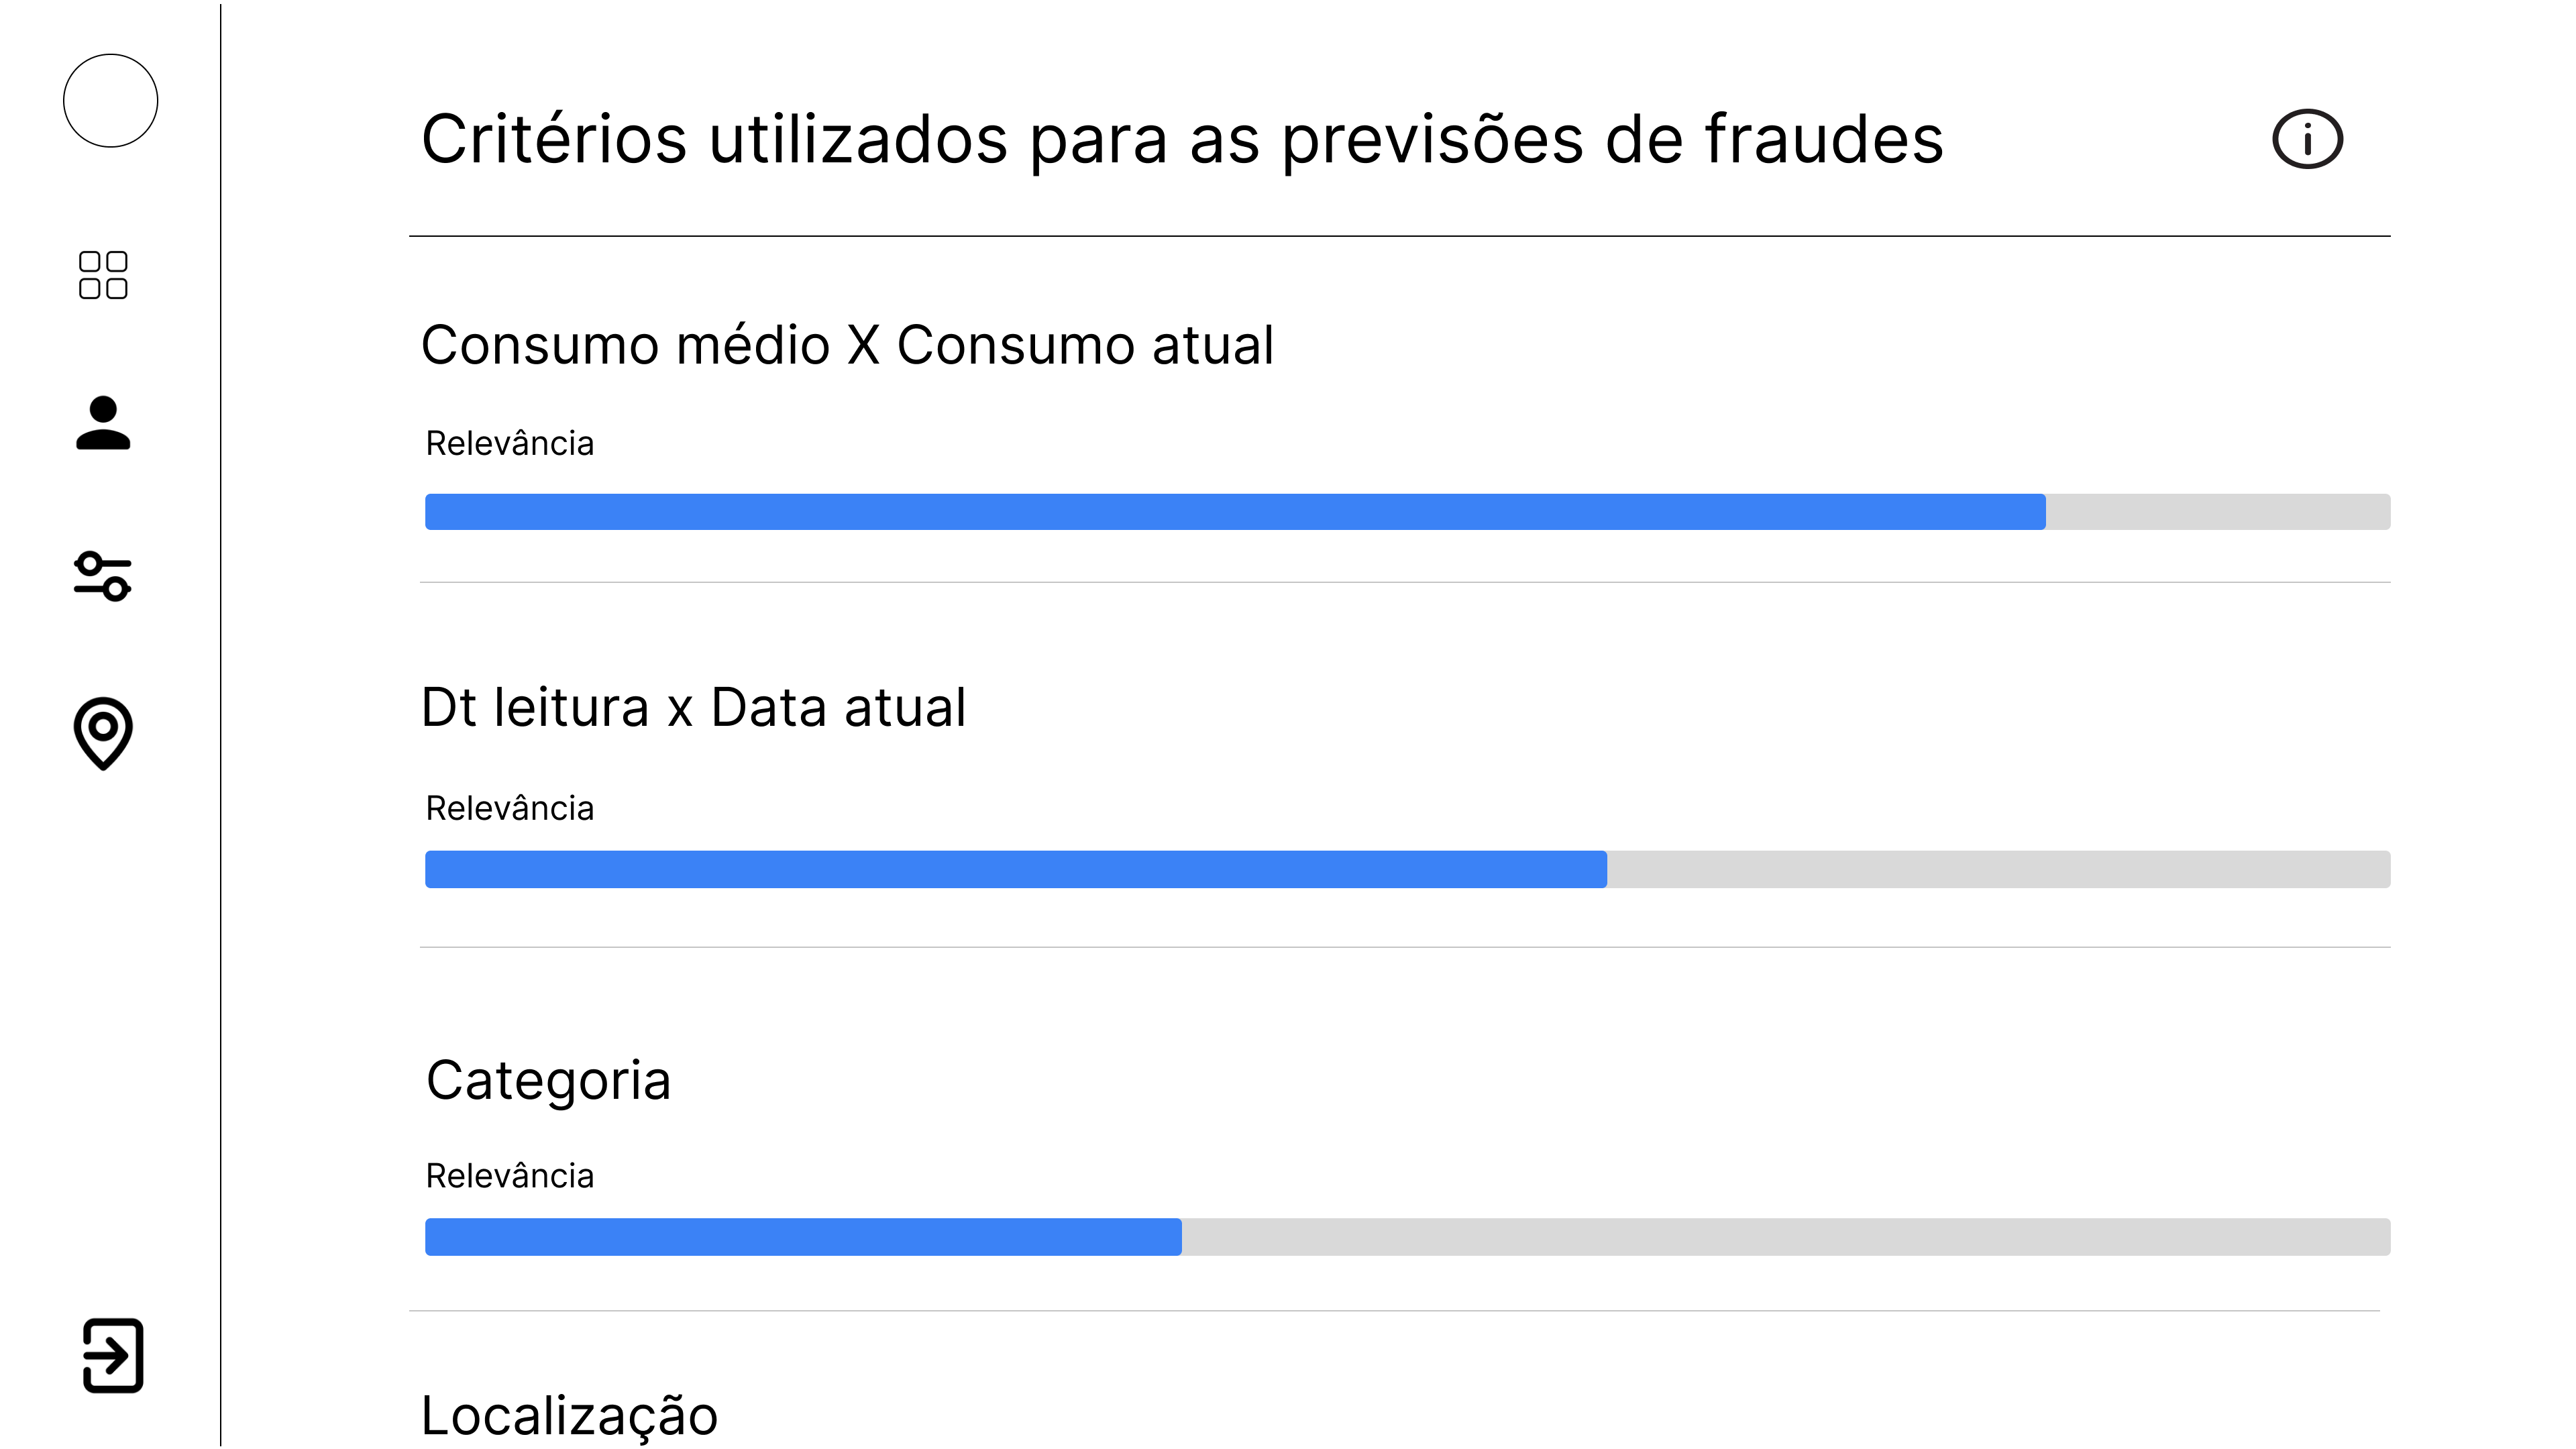 Critérios utilizados para as previsões de fraudes
Consumo médio X Consumo atual
Relevância
Dt leitura x Data atual
Relevância
Categoria
Relevância
Localização